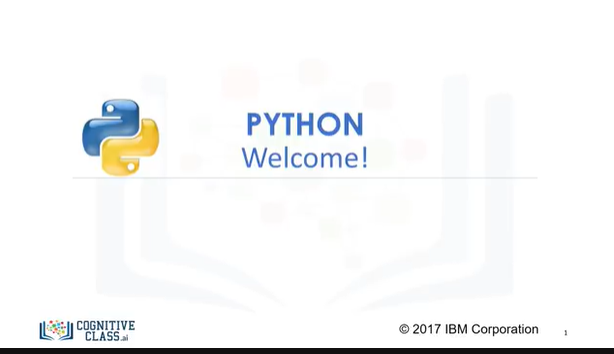 PYTHON
Welcome!
COGNITIVE
CLASS.ai
© 2017 IBM Corporation
1